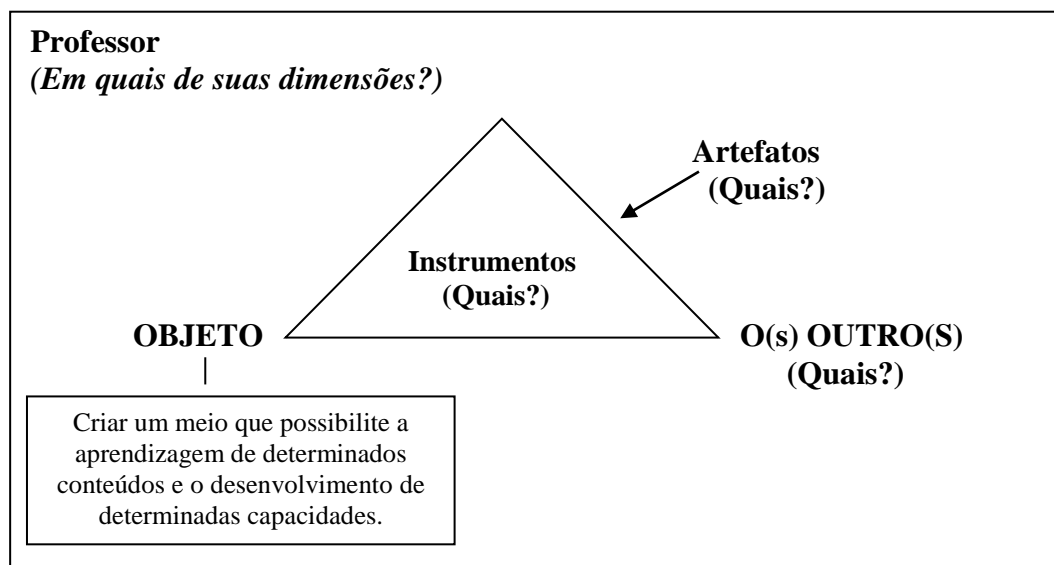 Professor
(Em quais de suas dimensões?)
Artefatos
(Quais?)
Instrumentos
(Quais?)
OBJETO
O(s) OUTRO(S)
(Quais?)
Criar um meio que possibilite a
aprendizagem de determinados
conteúdos e o desenvolvimento de
determinadas capacidades.